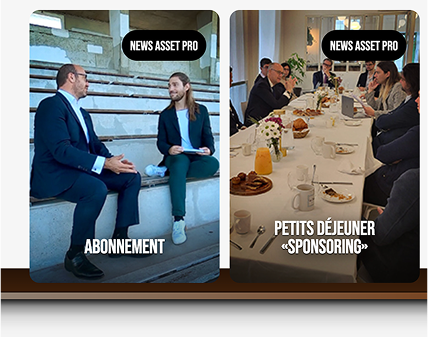 NEWS ASSET PRO
ABONNEMENT
NEWS ASSET PRO
PETITS DÉJEUNER
«SPONSORING»